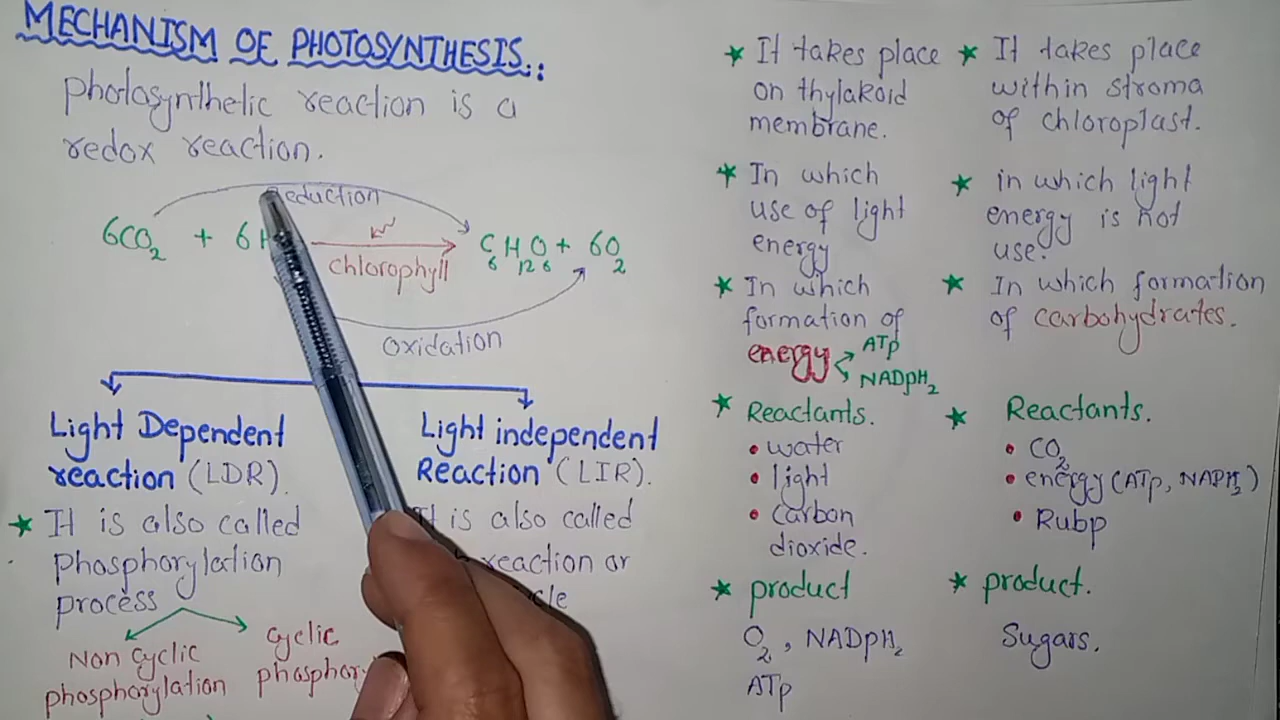 MECHANISM OF PHOTOSYNTHESIS..
photosynthetic reaction is a
redox reaction.
reduction
6CO2 + 6H → C6H12O6 + 6O2
chlorophyll
oxidation
Light Dependent
reaction (LDR).
It is also called
phosphorylation
process
Non Cyclic
phosphorylation
Cyclic
Light independent
Reaction (LIR).
It is also called
reaction or
It takes place
on thylakoid
membrane.
In which
use of light
energy
In which
formation of
energy
ATp
NADpH2
Reactants.
• water
• light
• carbon
dioxide.
product
O2, NADpH2
ATp
It takes place
within stroma
of chloroplast.
in which light
energy is not
use.
In which formation
of carbohydrates.
Reactants.
• CO2
• energy (ATp, NADPH2)
• Rubp
product.
Sugars.